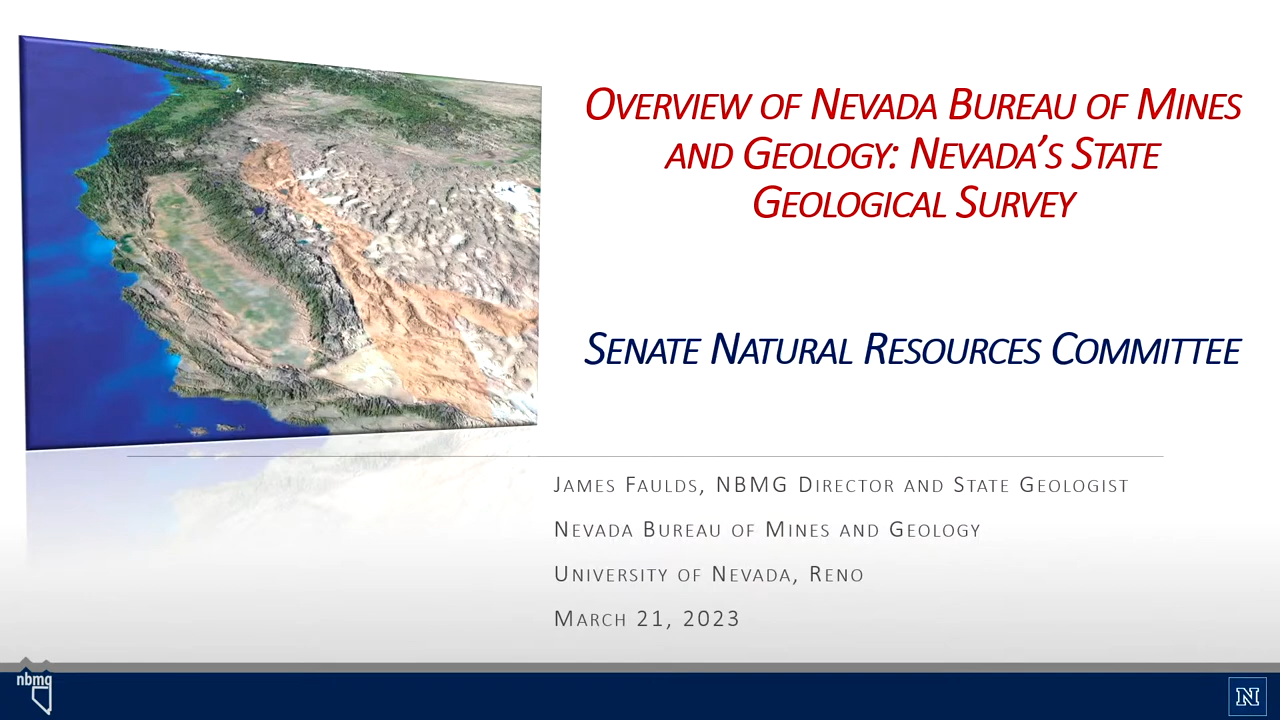 Overview of Nevada Bureau of Mines
and Geology: Nevada’s State
Geological Survey
Senate Natural Resources Committee
James Faulds, NBMG Director and State Geologist
Nevada Bureau of Mines and Geology
University of Nevada, Reno
March 21, 2023
nbmg
N